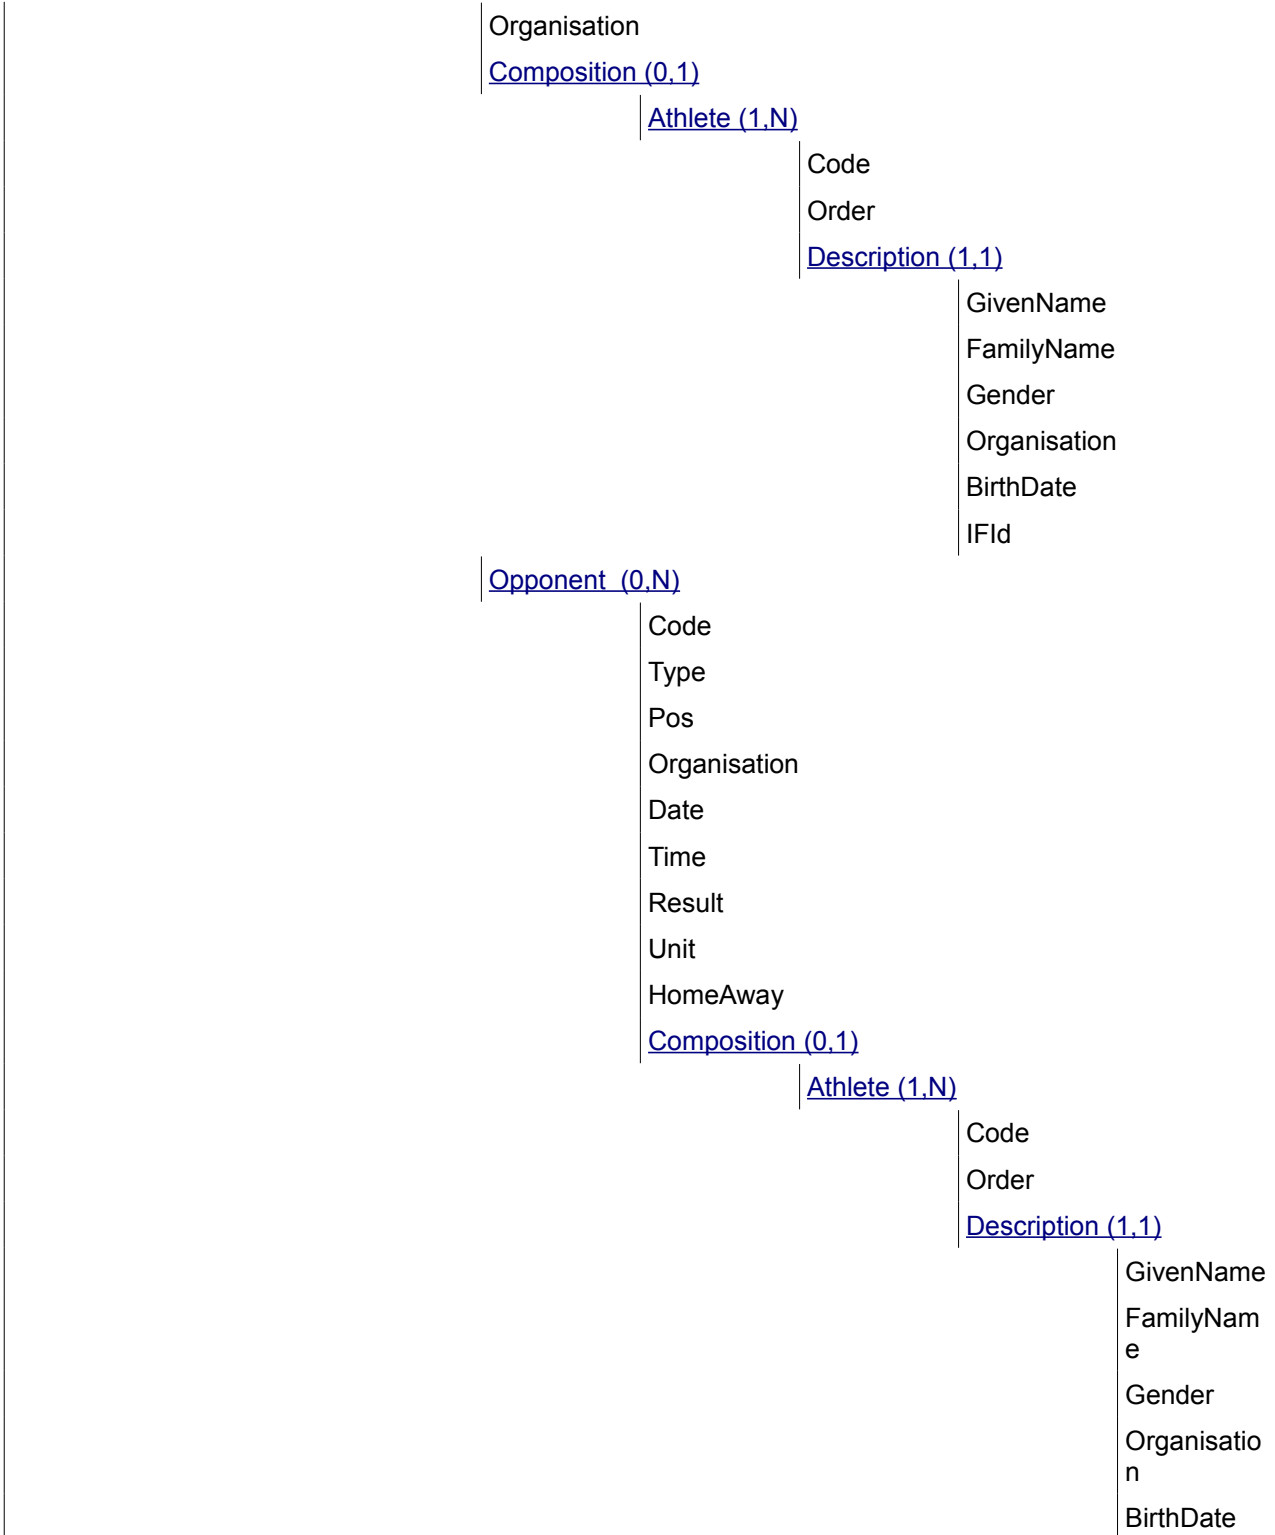 Organisation
Composition (0,1)
Athlete (1,N)
Code
Order
Description (1,1)
GivenName
FamilyName
Gender
Organisation
BirthDate
IFId
Opponent  (0,N)
Code
Type
Pos
Organisation
Date
Time
Result
Unit
HomeAway
Composition (0,1)
Athlete (1,N)
Code
Order
Description (1,1)
GivenName
FamilyNam
e
Gender
Organisatio
n
BirthDate